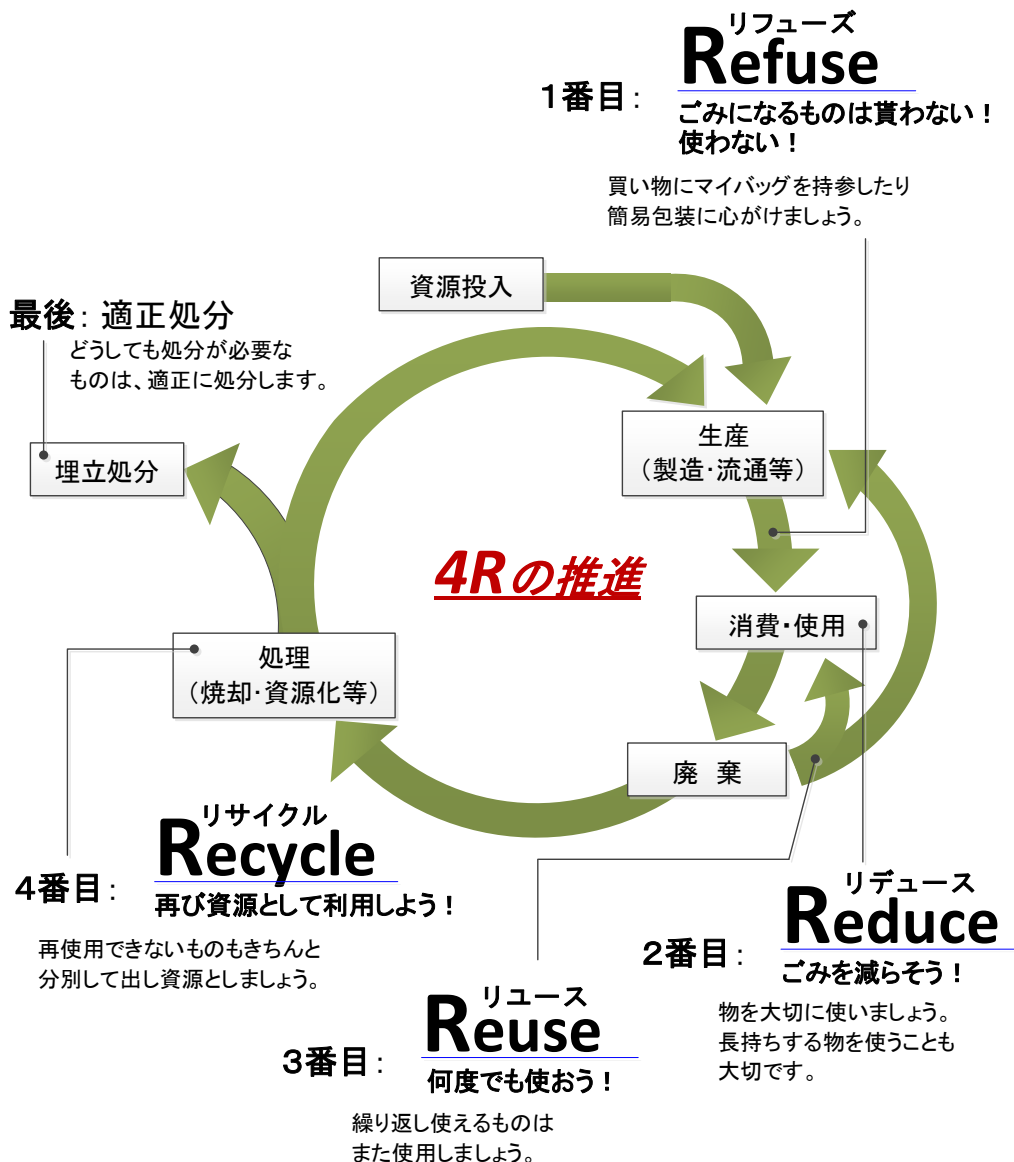 リフューズ
Refuse
1番目：
ごみになるものは貰わない！
使わない！
買い物にマイバッグを持参したり
簡易包装に心がけましょう。
資源投入
最後：適正処分
どうしても処分が必要な
ものは、適正に処分します。
生産
（製造・流通等）
埋立処分
4Rの推進
消費・使用
処理
（焼却・資源化等）
廃　棄
リサイクル
Recycle
4番目：
再び資源として利用しよう！
再使用できないものもきちんと
分別して出し資源としましょう。
リデュース
Reduce
2番目：
ごみを減らそう！
物を大切に使いましょう。
長持ちする物を使うことも
大切です。
リユース
Reuse
3番目：
何度でも使おう！
繰り返し使えるものは
また使用しましょう。